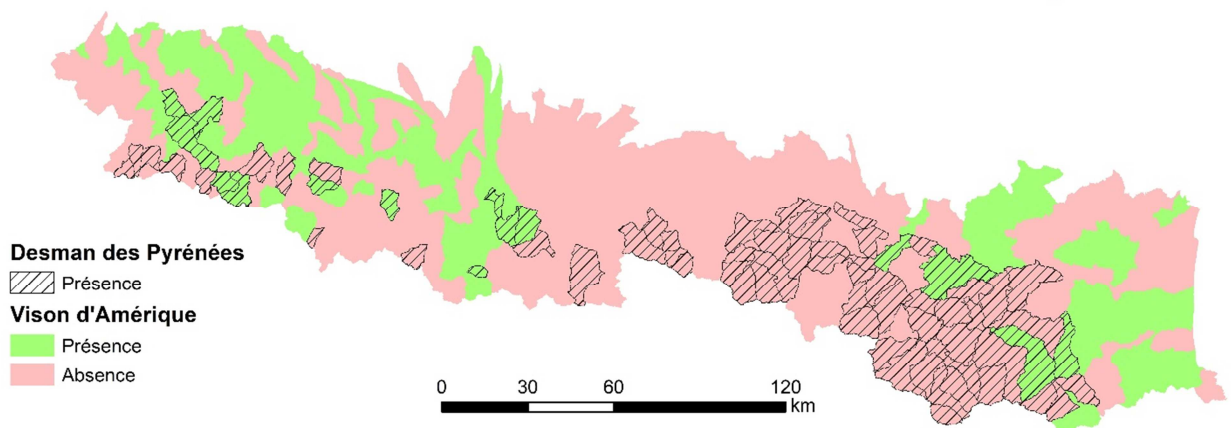 Desman des Pyrénées
Présence
Vison d'Amérique
Présence
Absence
0 30 60 120
km